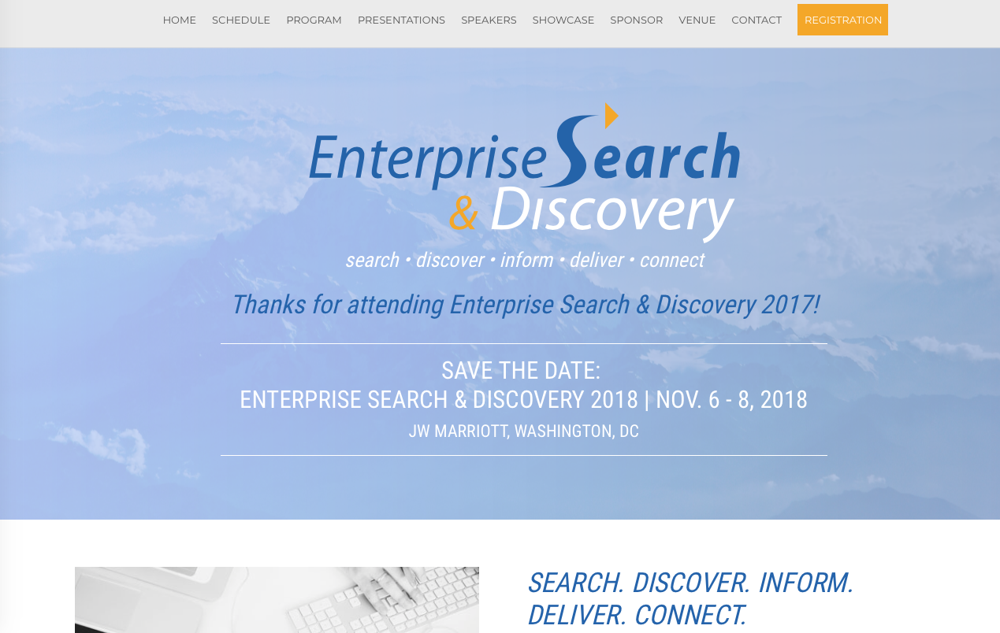 HOME SCHEDULE PROGRAM PRESENTATIONS SPEAKERS SHOWCASE SPONSOR VENUE CONTACT REGISTRATION
Enterprise Search
& Discovery
search • discover • inform • deliver • connect
Thanks for attending Enterprise Search & Discovery 2017!
SAVE THE DATE:
ENTERPRISE SEARCH & DISCOVERY 2018 | NOV. 6 - 8, 2018
JW MARRIOTT, WASHINGTON, DC
SEARCH. DISCOVER. INFORM.
DELIVER. CONNECT.